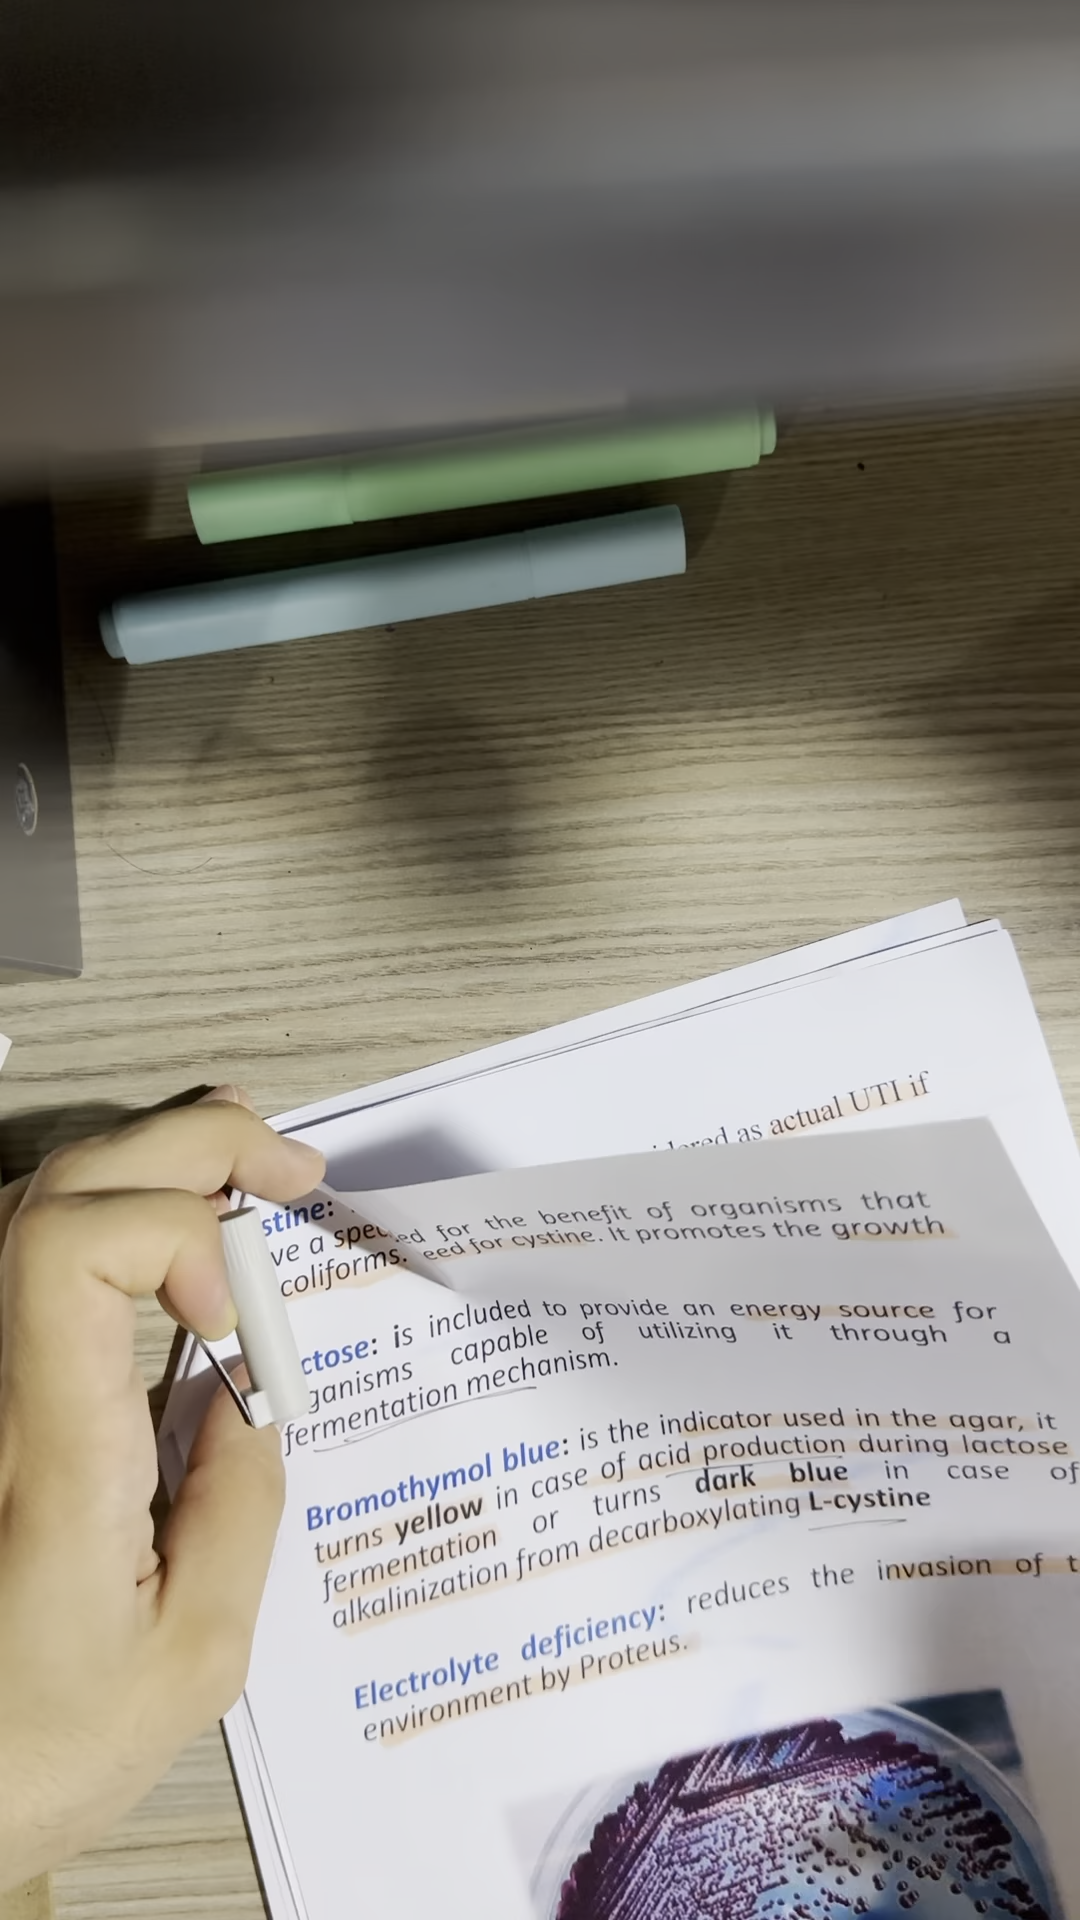 actual UTI if
stine:
ve a for the benefit of organisms that
coliforms. eed for cystine. It promotes the growth
ctose: is included to provide an energy source for
ganisms capable of utilizing it through a
fermentation mechanism.
Bromothymol blue: is the indicator used in the agar, it
turns yellow in case of acid production during lactose
fermentation or turns dark blue in case of
alkalinization from decarboxylating L-cystine
Electrolyte deficiency: reduces the invasion of t
environment by Proteus.